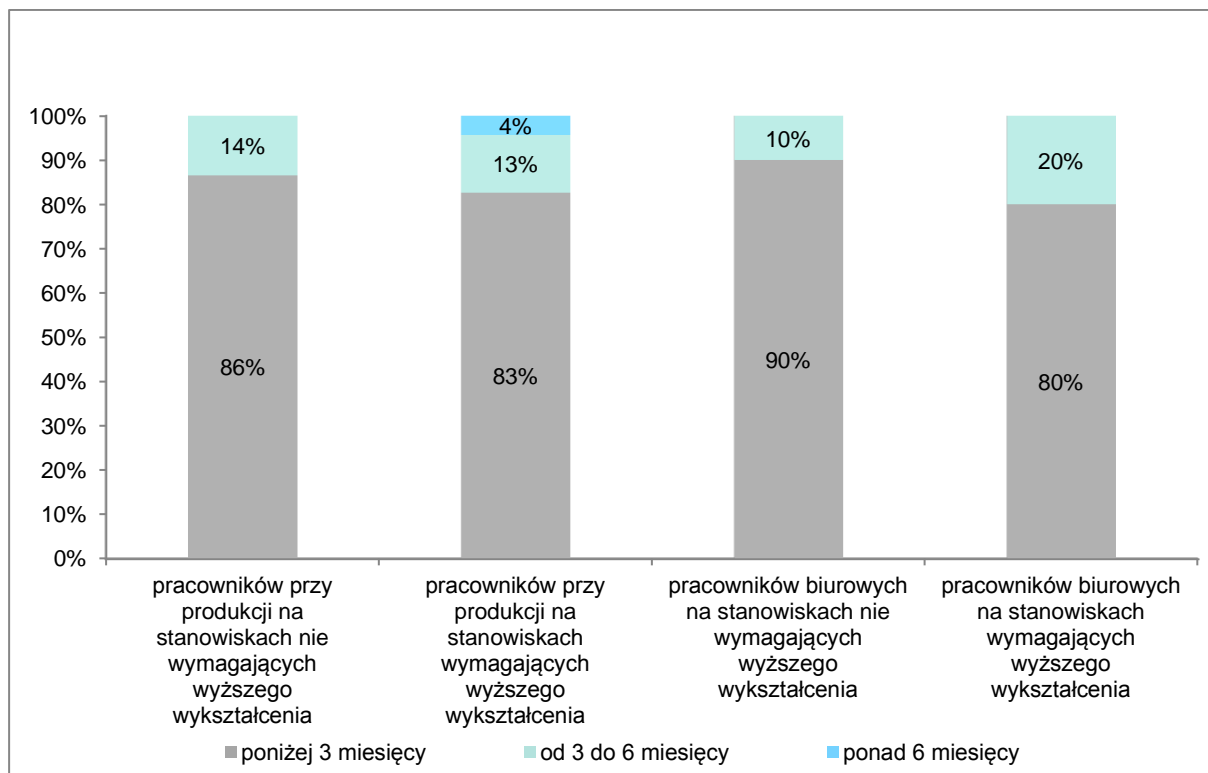 100%
90%
80%
70%
60%
50%
40%
30%
20%
10%
0%
14%
86%
4%
13%
83%
10%
90%
20%
80%
pracowników przy
produkcji na
stanowiskach nie
wymagających
wyższego
wykształcenia
pracowników przy
produkcji na
stanowiskach
wymagających
wyższego
wykształcenia
pracowników biurowych
na stanowiskach nie
wymagających
wyższego
wykształcenia
pracowników biurowych
na stanowiskach
wymagających
wyższego
wykształcenia
poniżej 3 miesięcy
od 3 do 6 miesięcy
ponad 6 miesięcy